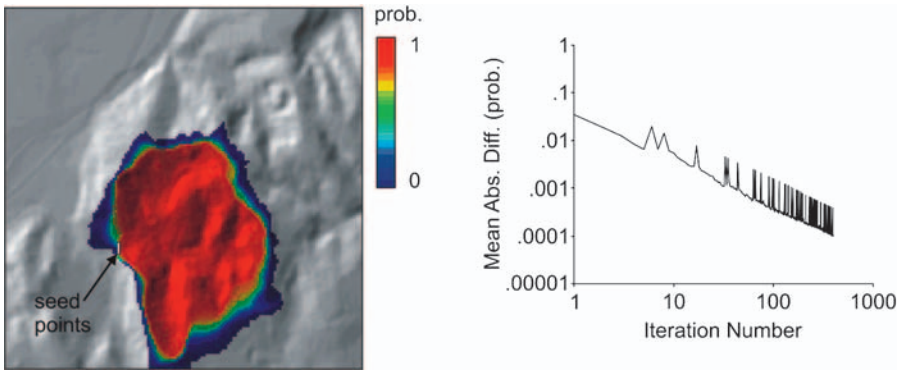 prob.
1
0
seed
points
Mean Abs. Diff. (prob.)
1
.1
.01
.001
.0001
.00001
1 10 100 1000
Iteration Number